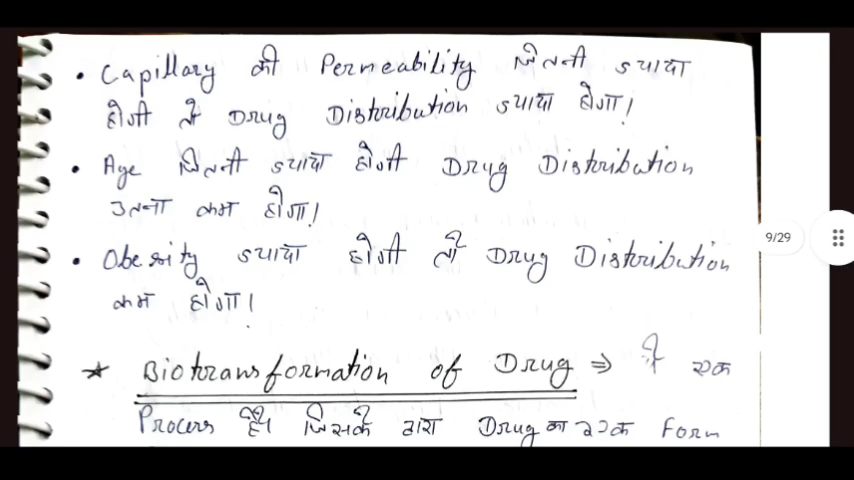 • Capillary की Permeability जितनी ज्यादा
होगी तो Drug Distribution ज्यादा होगा!
• Age जितनी ज्यादा होगी Drug Distribution
उतना कम होगा!
• Obesity ज्यादा होगी तो Drug Distribution
कम होगा!
9/29
* Biotransformation of Drug ⇒ ये एक
Process है। जिसके द्वारा Drug का एक Form